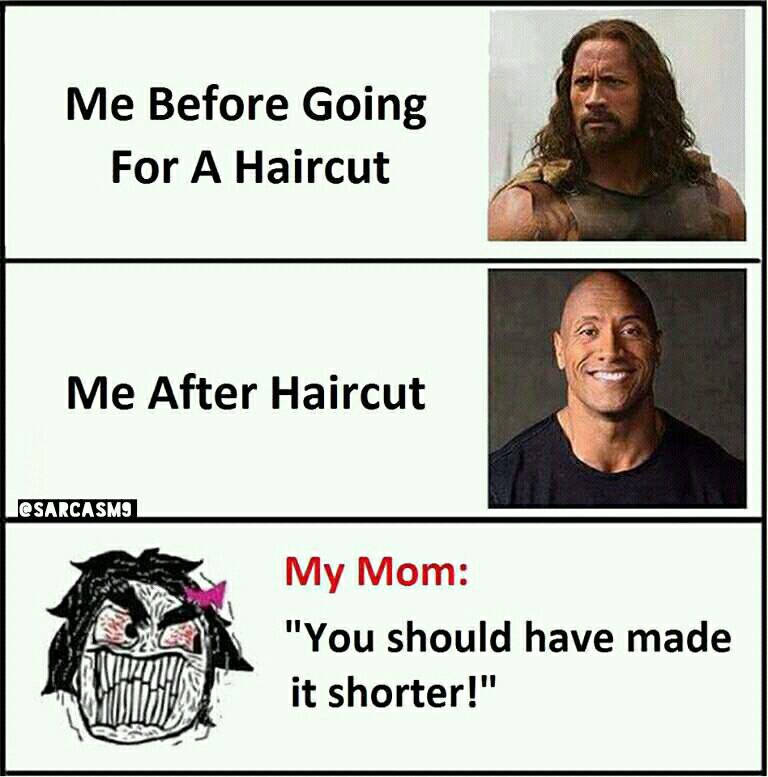 Me Before Going
For A Haircut
Me After Haircut
@SARCASM9
My Mom:
"You should have made
it shorter!"